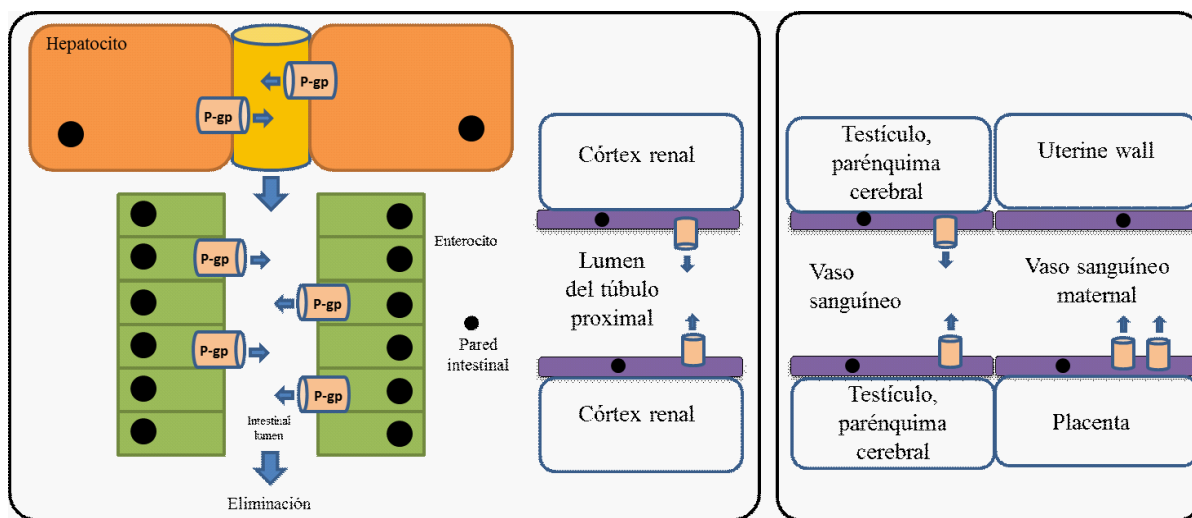 Hepatocito
P-gp
P-gp
Enterocito
P-gp
P-gp
P-gp
P-gp
Pared
intestinal
Intestinal
lumen
Eliminación
Córtex renal
Lumen
del túbulo
proximal
Córtex renal
Testículo,
parénquima
cerebral
Uterine wall
Vaso
sanguíneo
Vaso sanguíneo
maternal
Testículo,
parénquima
cerebral
Placenta